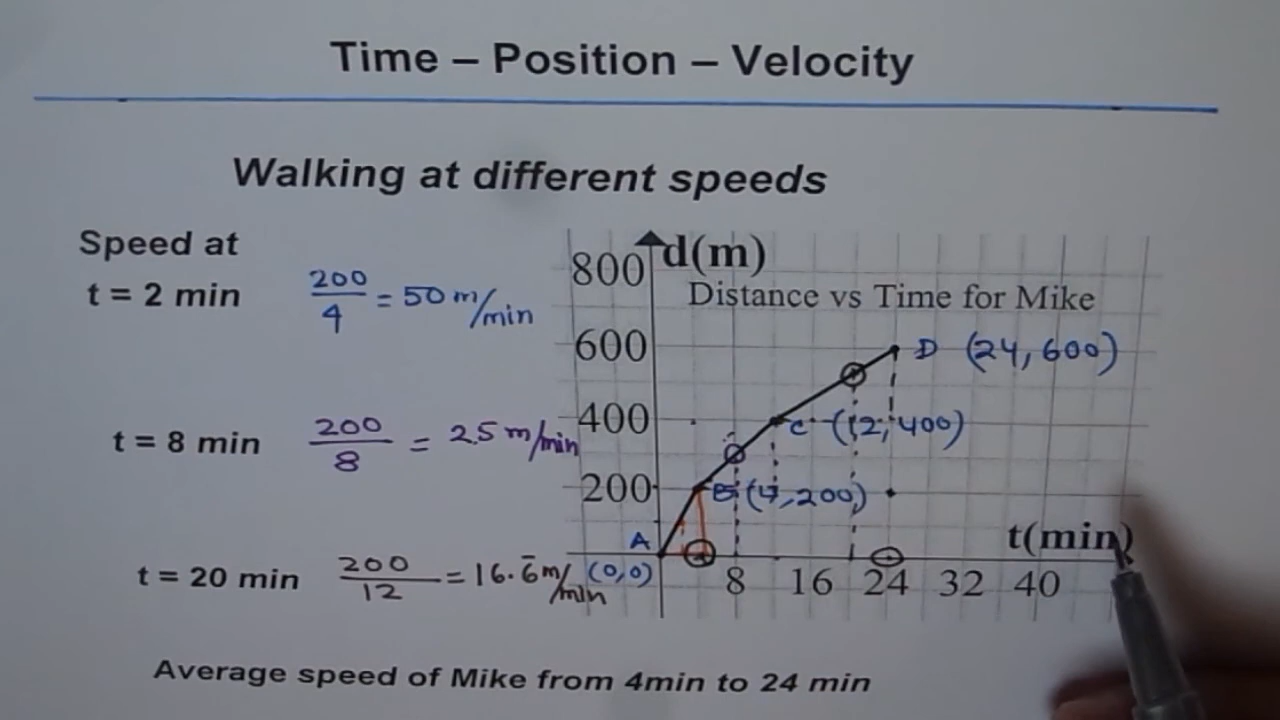 Time – Position – Velocity
Walking at different speeds
Speed at
t = 2 min 200/4 = 50 m/min
t = 8 min 200/8 = 25 m/min
t = 20 min 200/12 = 16.6̅ m/min
d(m)
Distance vs Time for Mike
800
600
400
200
D (24, 600)
C (12, 400)
B (4, 200)
A
(0,0)
t(min)
8 16 24 32 40
Average speed of Mike from 4min to 24 min